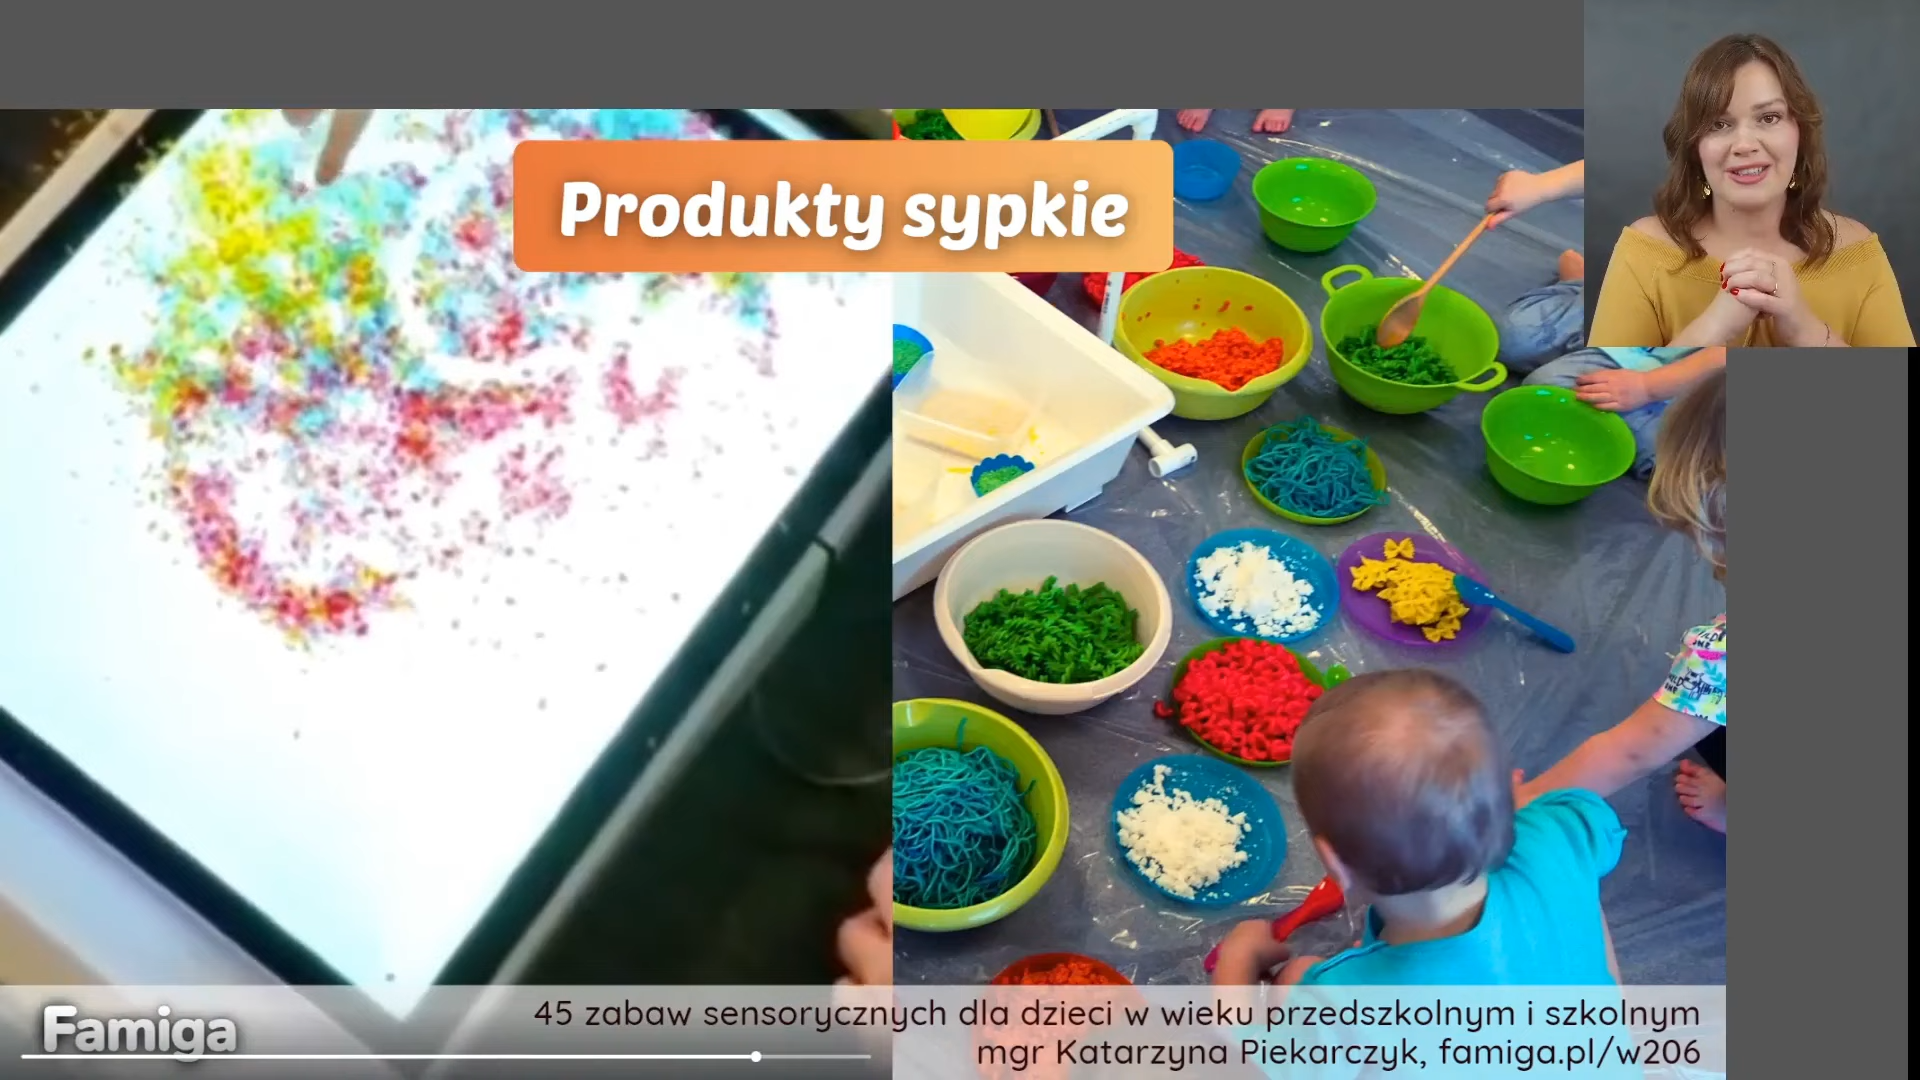 Produkty sypkie
Famiga
45 zabaw sensorycznych dla dzieci w wieku przedszkolnym i szkolnym
mgr Katarzyna Piekarczyk, famiga.pl/w206